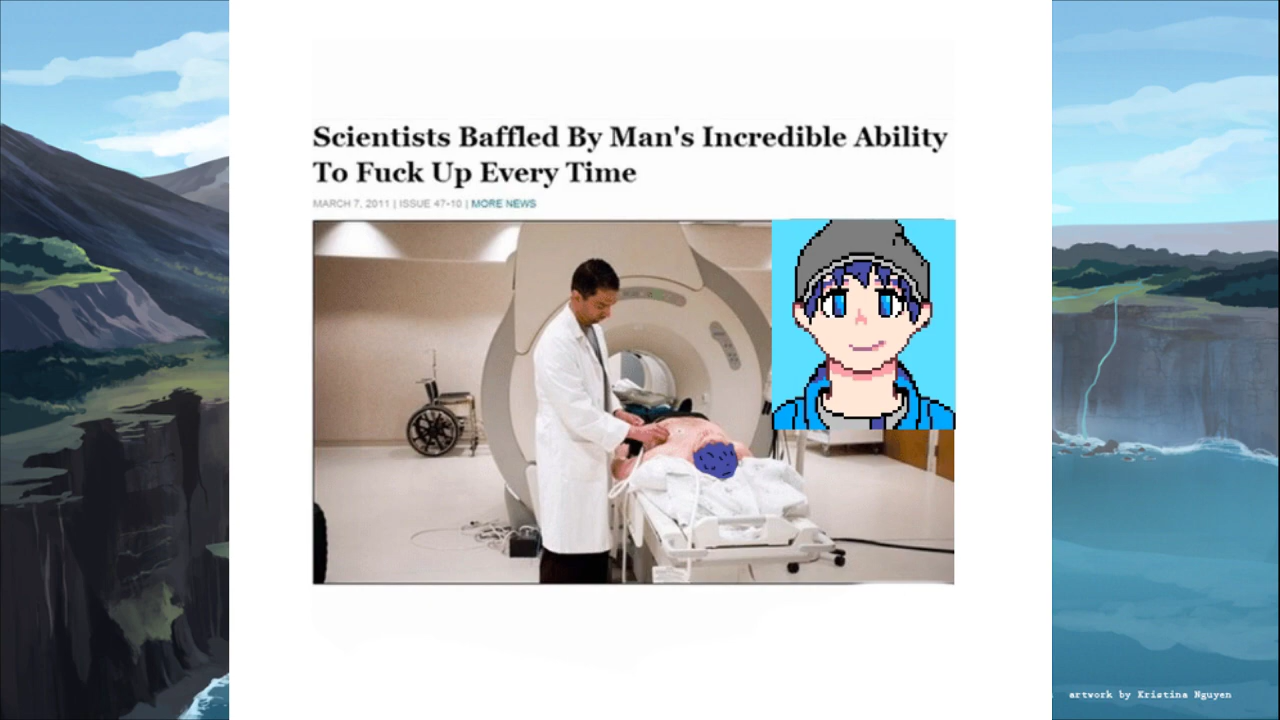 Scientists Baffled By Man's Incredible Ability
To Fuck Up Every Time
MARCH 7, 2011 | ISSUE 47-10 | MORE NEWS
artwork by Kristina Nguyen